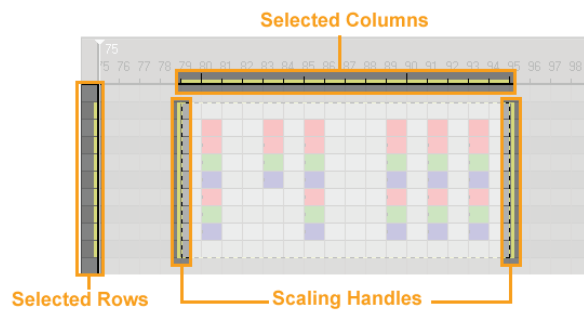 Selected Columns
75
75 76 77 78 79 80 81 82 83 84 85 86 87 88 89 90 91 92 93 94 95 96 97 98
Selected Rows
Scaling Handles